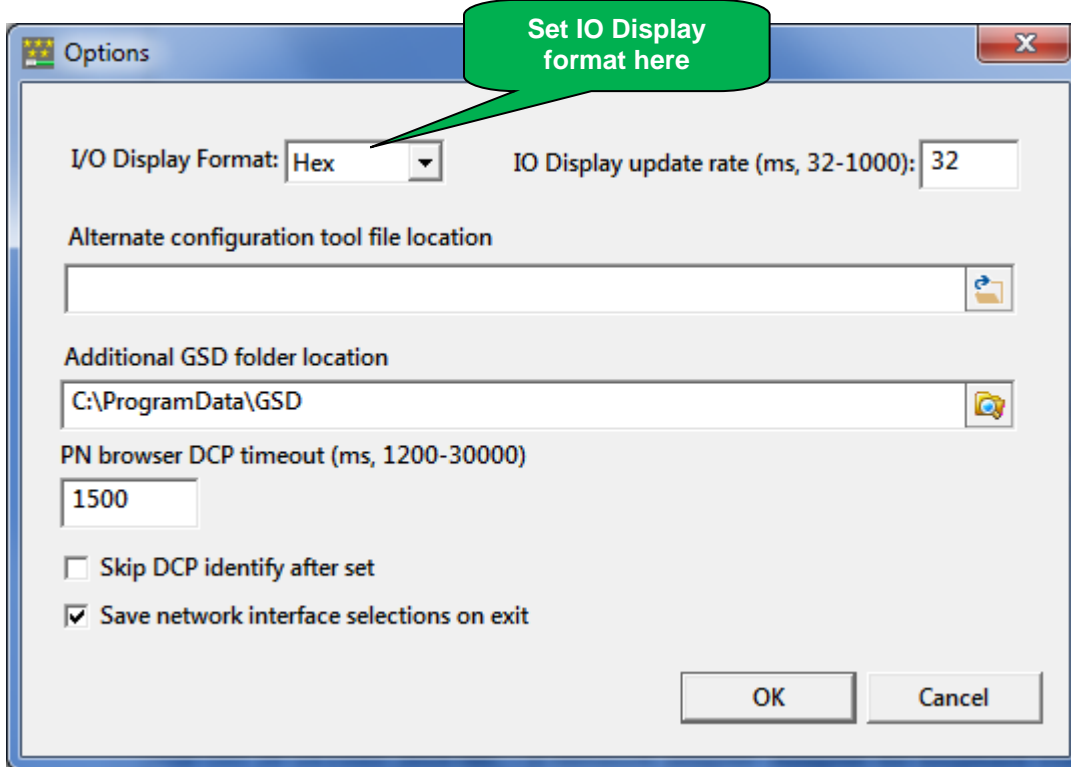 Set IO Display
format here
Options
I/O Display Format: Hex
IO Display update rate (ms, 32-1000): 32
Alternate configuration tool file location
Additional GSD folder location
C:\ProgramData\GSD
PN browser DCP timeout (ms, 1200-30000)
1500
Skip DCP identify after set
Save network interface selections on exit
OK
Cancel